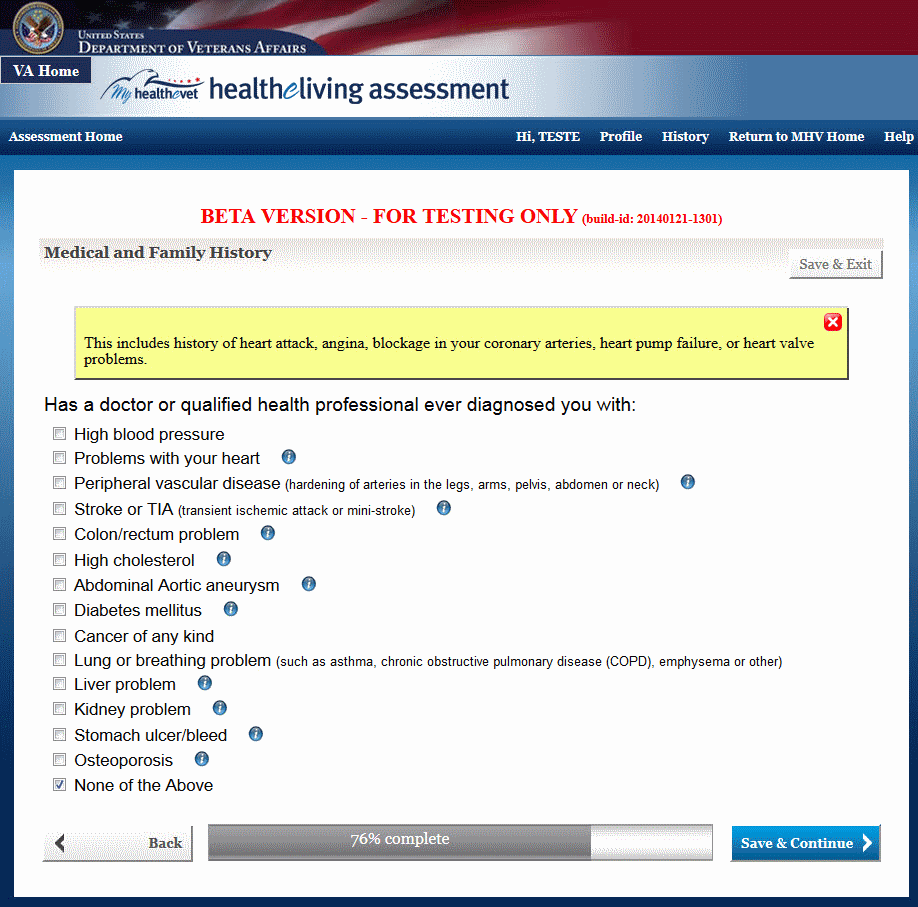 UNITED STATES
DEPARTMENT OF VETERANS AFFAIRS
VA Home
My healthevet healtheliving assessment
Assessment Home Hi, TESTE Profile History Return to MHV Home Help
BETA VERSION - FOR TESTING ONLY (build-id: 20140121-1301)
Medical and Family History
Save & Exit
This includes history of heart attack, angina, blockage in your coronary arteries, heart pump failure, or heart valve
problems.
Has a doctor or qualified health professional ever diagnosed you with:
High blood pressure
Problems with your heart
Peripheral vascular disease (hardening of arteries in the legs, arms, pelvis, abdomen or neck)
Stroke or TIA (transient ischemic attack or mini-stroke)
Colon/rectum problem
High cholesterol
Abdominal Aortic aneurysm
Diabetes mellitus
Cancer of any kind
Lung or breathing problem (such as asthma, chronic obstructive pulmonary disease (COPD), emphysema or other)
Liver problem
Kidney problem
Stomach ulcer/bleed
Osteoporosis
None of the Above
Back 76% complete Save & Continue